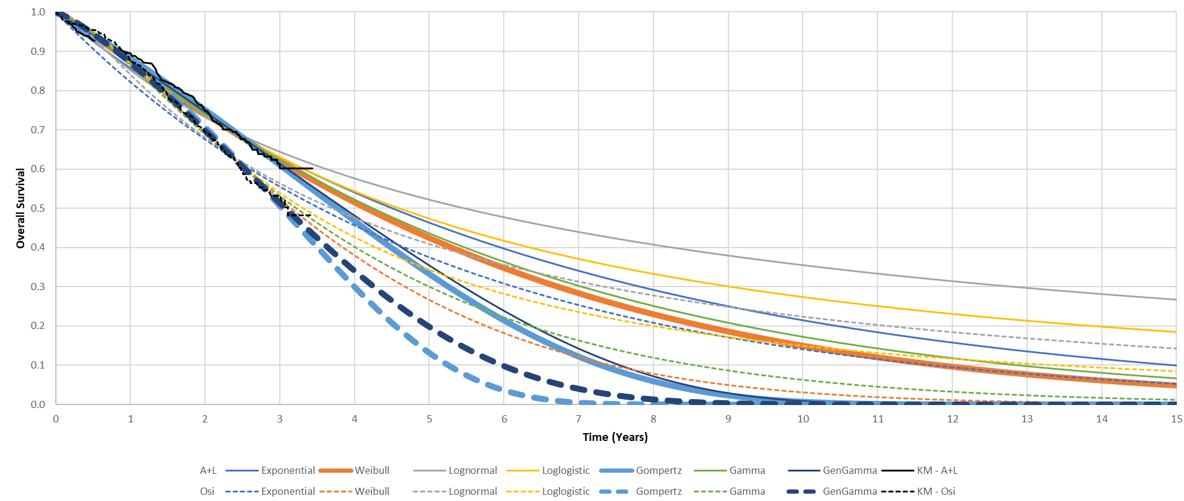 1.0
0.9
0.8
0.7
0.6
0.5
0.4
0.3
0.2
0.1
0.0
Overall Survival
0 1 2 3 4 5 6 7 8 9 10 11 12 13 14 15
Time (Years)
A+L Exponential Weibull Lognormal Loglogistic Gompertz Gamma GenGamma KM - A+L
Osi Exponential Weibull Lognormal Loglogistic Gompertz Gamma GenGamma KM - Osi